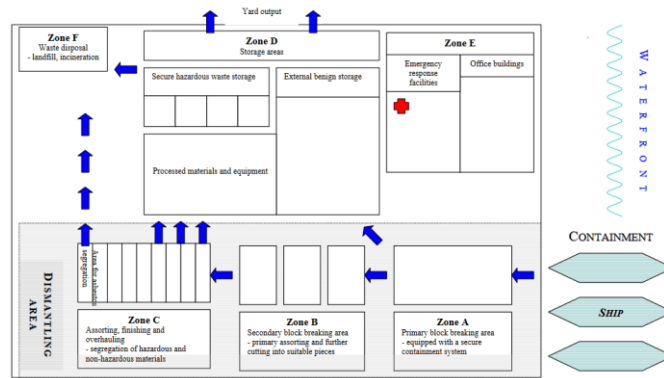 Yard output
Zone F
Waste disposal
- landfill, incineration
Zone D
Storage areas
Secure hazardous waste storage
External benign storage
Processed materials and equipment
Zone E
Emergency
response
facilities
Office buildings
WATERFRONT
CONTAINMENT
SHIP
DISMANTLING
AREA
Area for asbestos
segregation
Zone C
Assorting, finishing and
overhauling
- segregation of hazardous and
non-hazardous materials
Zone B
Secondary block breaking area
- primary assorting and further
cutting into suitable pieces
Zone A
Primary block breaking area
- equipped with a secure
containment system